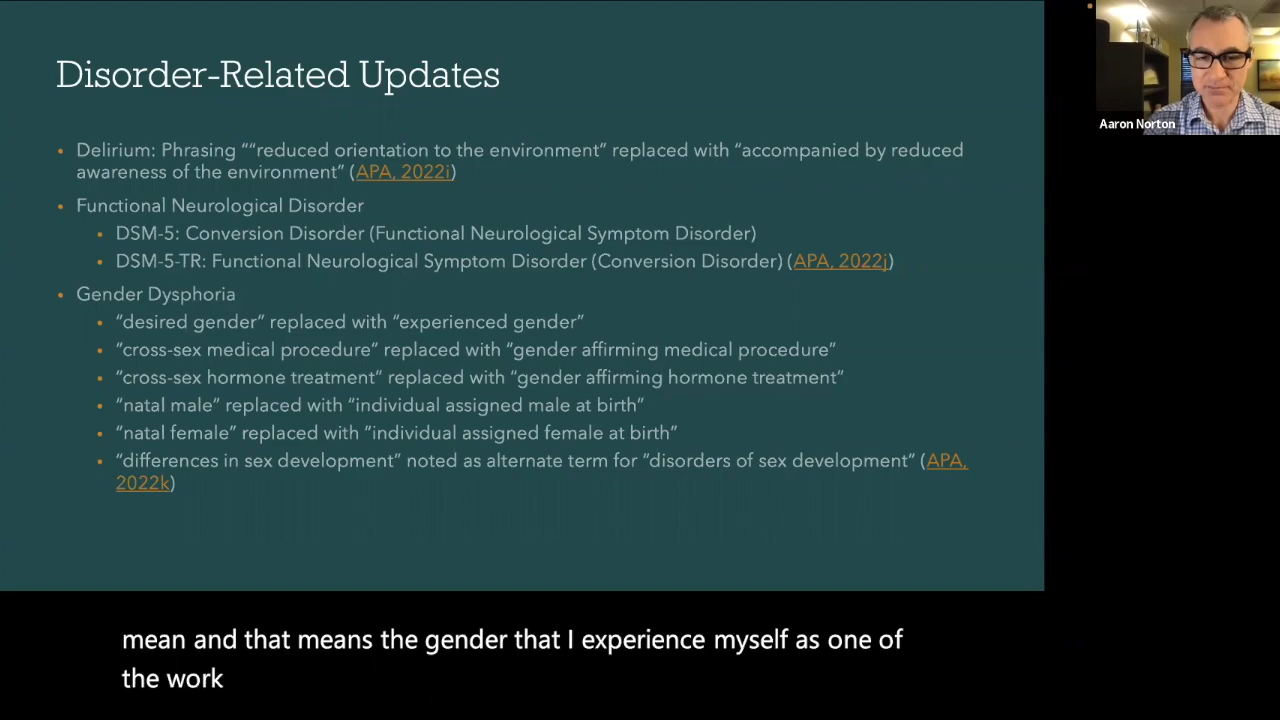 Disorder-Related Updates
• Delirium: Phrasing "“reduced orientation to the environment” replaced with “accompanied by reduced
awareness of the environment” (APA, 2022i)
• Functional Neurological Disorder
• DSM-5: Conversion Disorder (Functional Neurological Symptom Disorder)
• DSM-5-TR: Functional Neurological Symptom Disorder (Conversion Disorder) (APA, 2022j)
• Gender Dysphoria
• “desired gender” replaced with “experienced gender”
• “cross-sex medical procedure” replaced with “gender affirming medical procedure”
• “cross-sex hormone treatment” replaced with “gender affirming hormone treatment”
• “natal male” replaced with “individual assigned male at birth”
• “natal female” replaced with “individual assigned female at birth”
• “differences in sex development” noted as alternate term for “disorders of sex development” (APA,
2022k)
Aaron Norton
mean and that means the gender that I experience myself as one of
the work